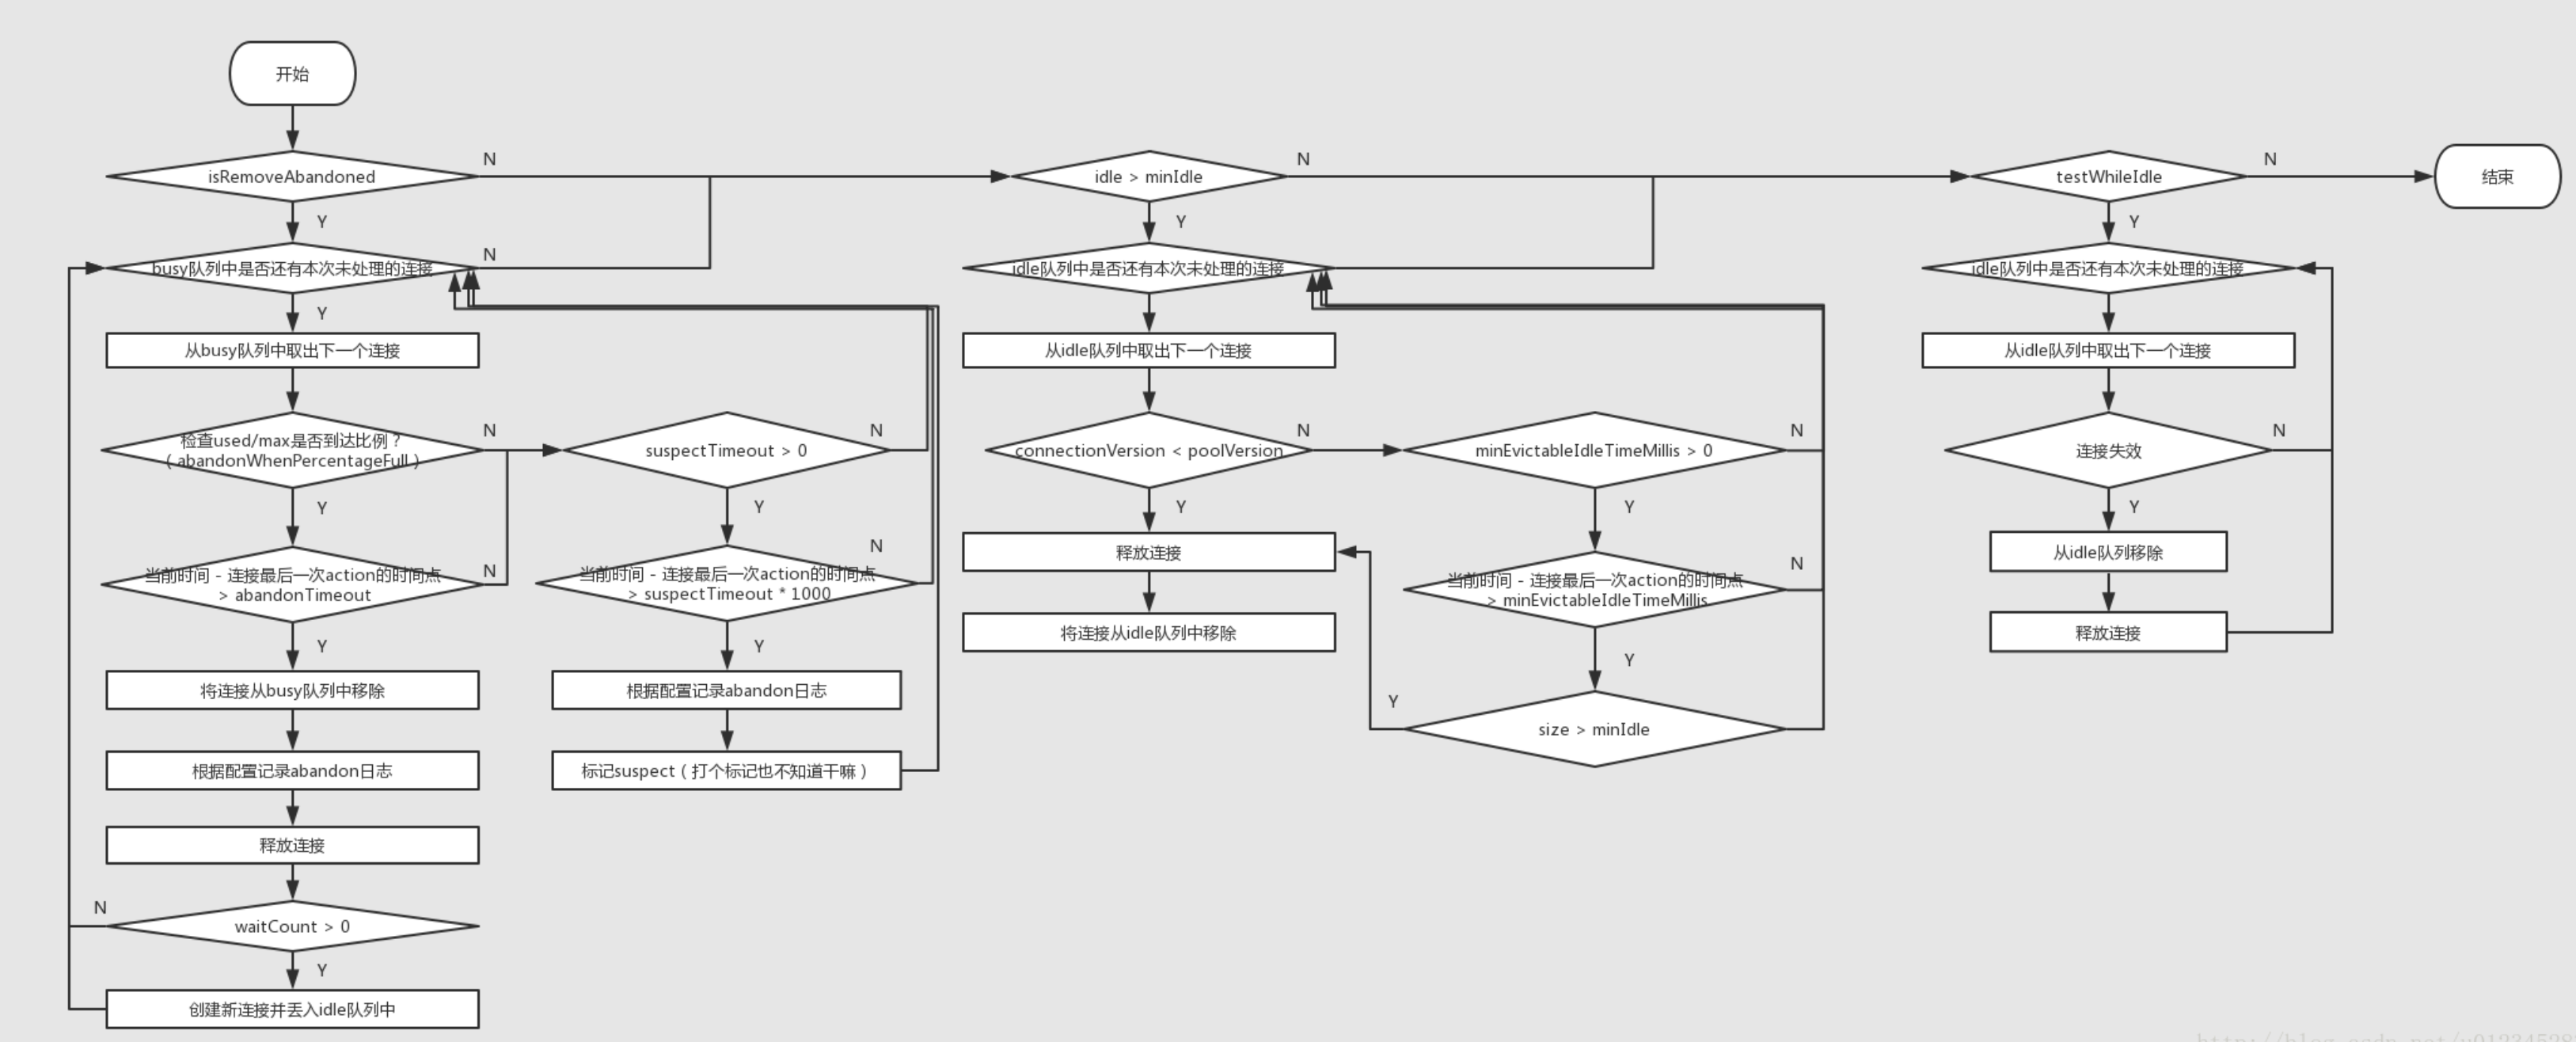 开始
isRemoveAbandoned
N
Y
busy队列中是否还有本次未处理的连接
N
Y
从busy队列中取出下一个连接
检查used/max是否到达比例？
（abandonWhenPercentageFull）
N
Y
当前时间 - 连接最后一次action的时间点
> abandonTimeout
N
Y
将连接从busy队列中移除
根据配置记录abandon日志
释放连接
waitCount > 0
N
Y
创建新连接并丢入idle队列中
suspectTimeout > 0
N
Y
当前时间 - 连接最后一次action的时间点
> suspectTimeout * 1000
N
Y
根据配置记录abandon日志
标记suspect（打个标记也不知道干嘛）
idle > minIdle
N
Y
idle队列中是否还有本次未处理的连接
从idle队列中取出下一个连接
connectionVersion < poolVersion
N
Y
释放连接
将连接从idle队列中移除
minEvictableIdleTimeMillis > 0
N
Y
当前时间 - 连接最后一次action的时间点
> minEvictableIdleTimeMillis
N
Y
size > minIdle
Y
testWhileIdle
N
Y
idle队列中是否还有本次未处理的连接
从idle队列中取出下一个连接
连接失效
N
Y
从idle队列移除
释放连接
结束